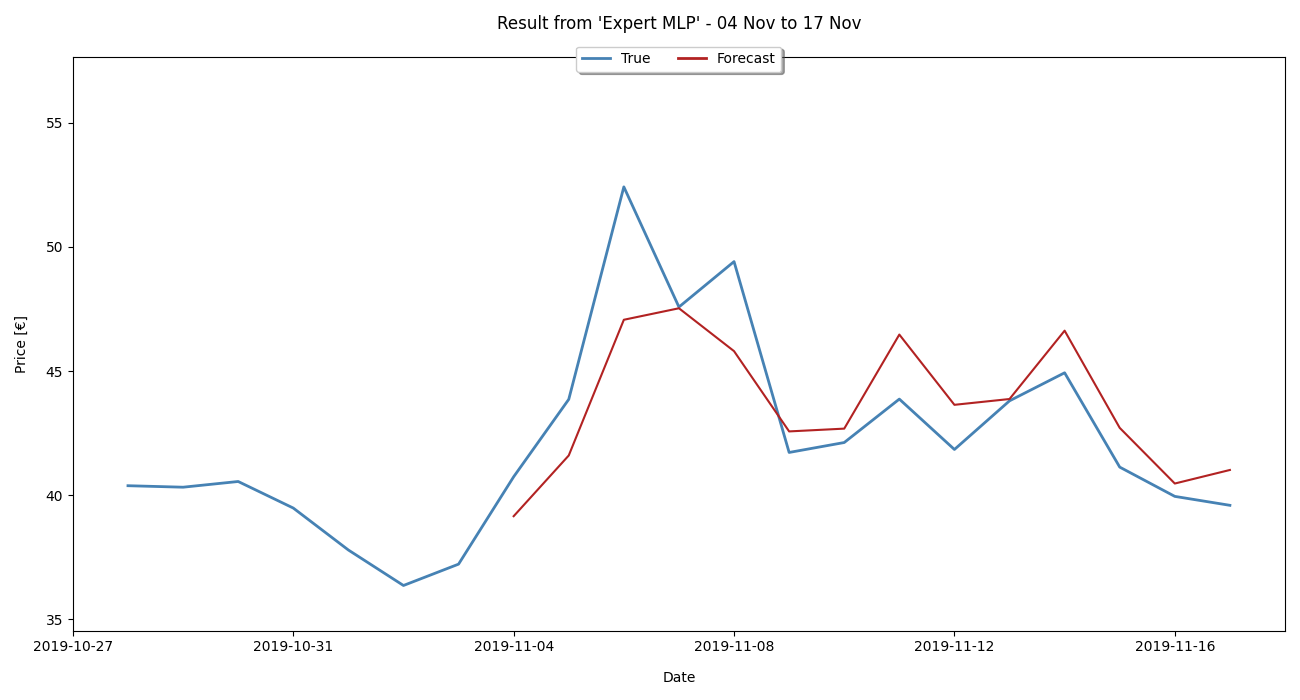 Result from 'Expert MLP' - 04 Nov to 17 Nov
True Forecast
55
50
45
40
35
Price [€]
2019-10-27 2019-10-31 2019-11-04 2019-11-08 2019-11-12 2019-11-16
Date